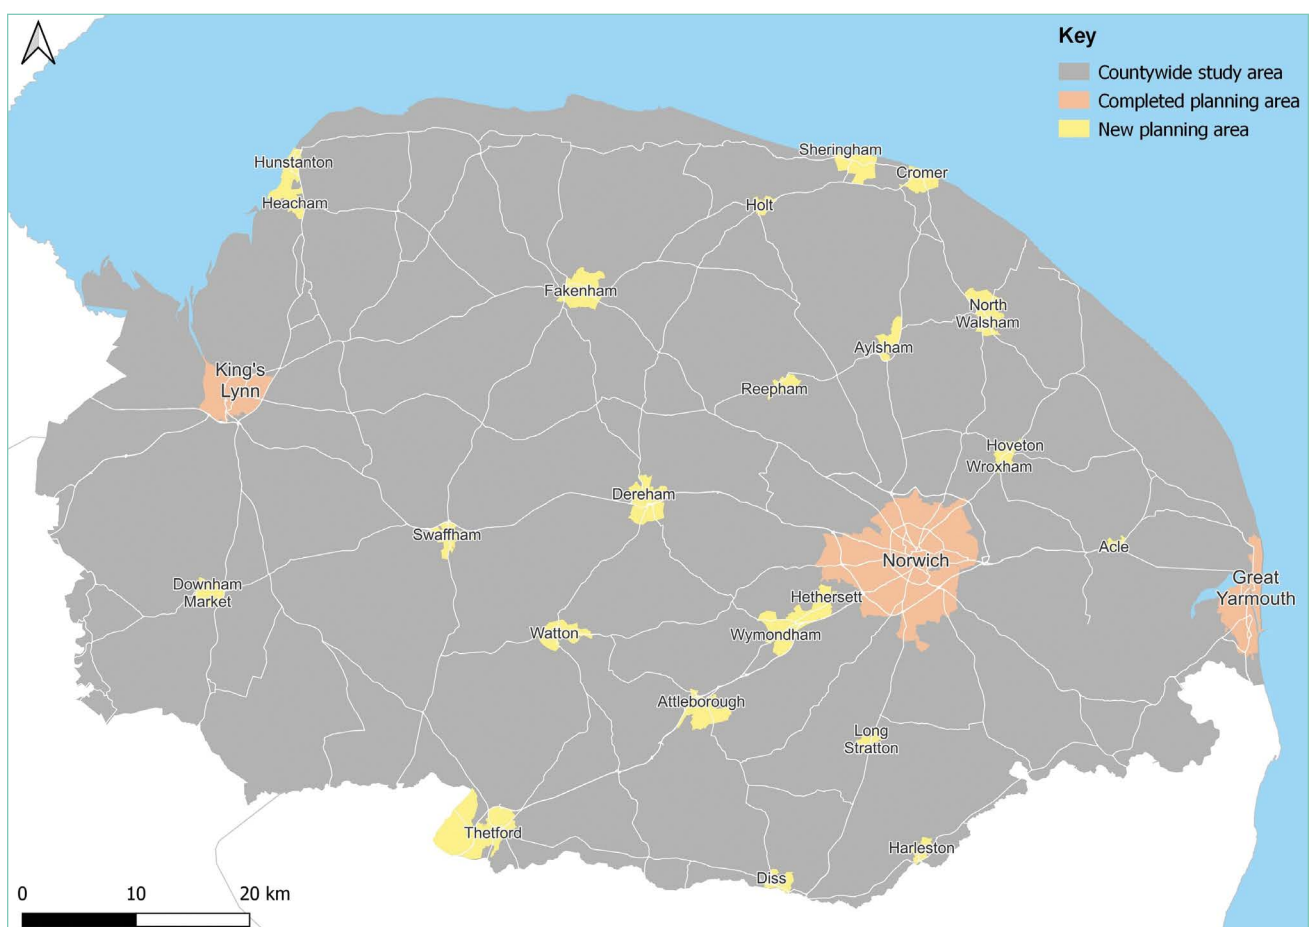 Key
Countywide study area
Completed planning area
New planning area
Sheringham
Hunstanton
Cromer
Heacham
Holt
Fakenham
North
Walsham
Aylsham
King's
Lynn
Reepham
Hoveton
Wroxham
Dereham
Swaffham
Acle
Norwich
Great
Yarmouth
Downham
Market
Hethersett
Watton
Wymondham
Attleborough
Long
Stratton
Thetford
Harleston
Diss
0 10 20 km